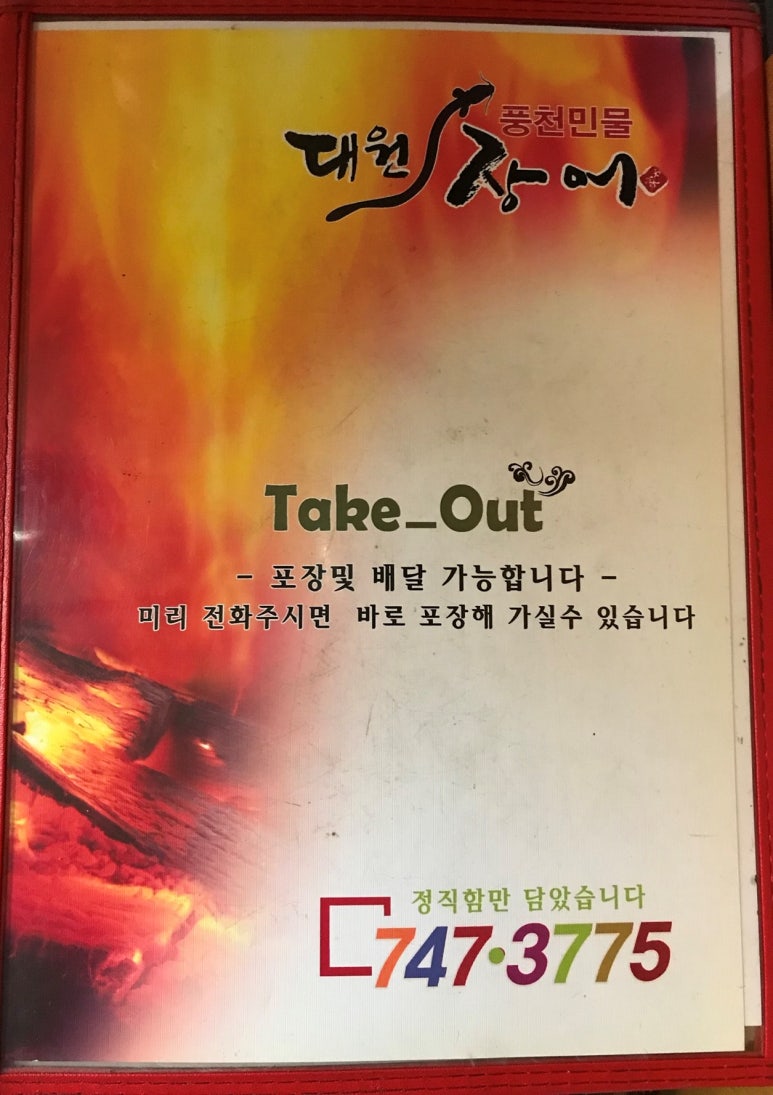 풍천민물
대원 장어
Take_Out
- 포장및 배달 가능합니다 -
미리 전화주시면 바로 포장해 가실수 있습니다
정직함만 담았습니다
747·3775